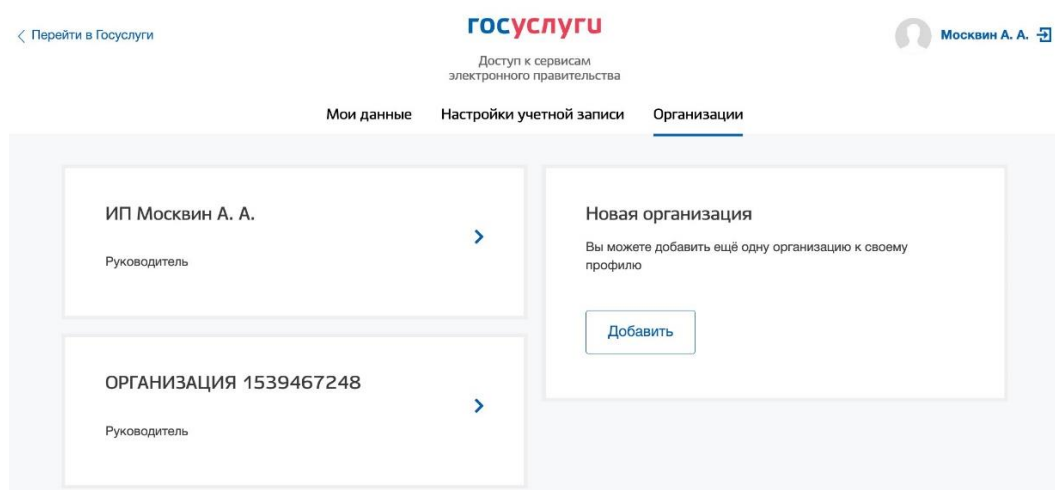 Перейти в Госуслуги
госуслуги
Москвин А. А.
Доступ к сервисам
электронного правительства
Мои данные Настройки учетной записи Организации
ИП Москвин А. А.
Руководитель
Новая организация
Вы можете добавить ещё одну организацию к своему
профилю
Добавить
ОРГАНИЗАЦИЯ 1539467248
Руководитель